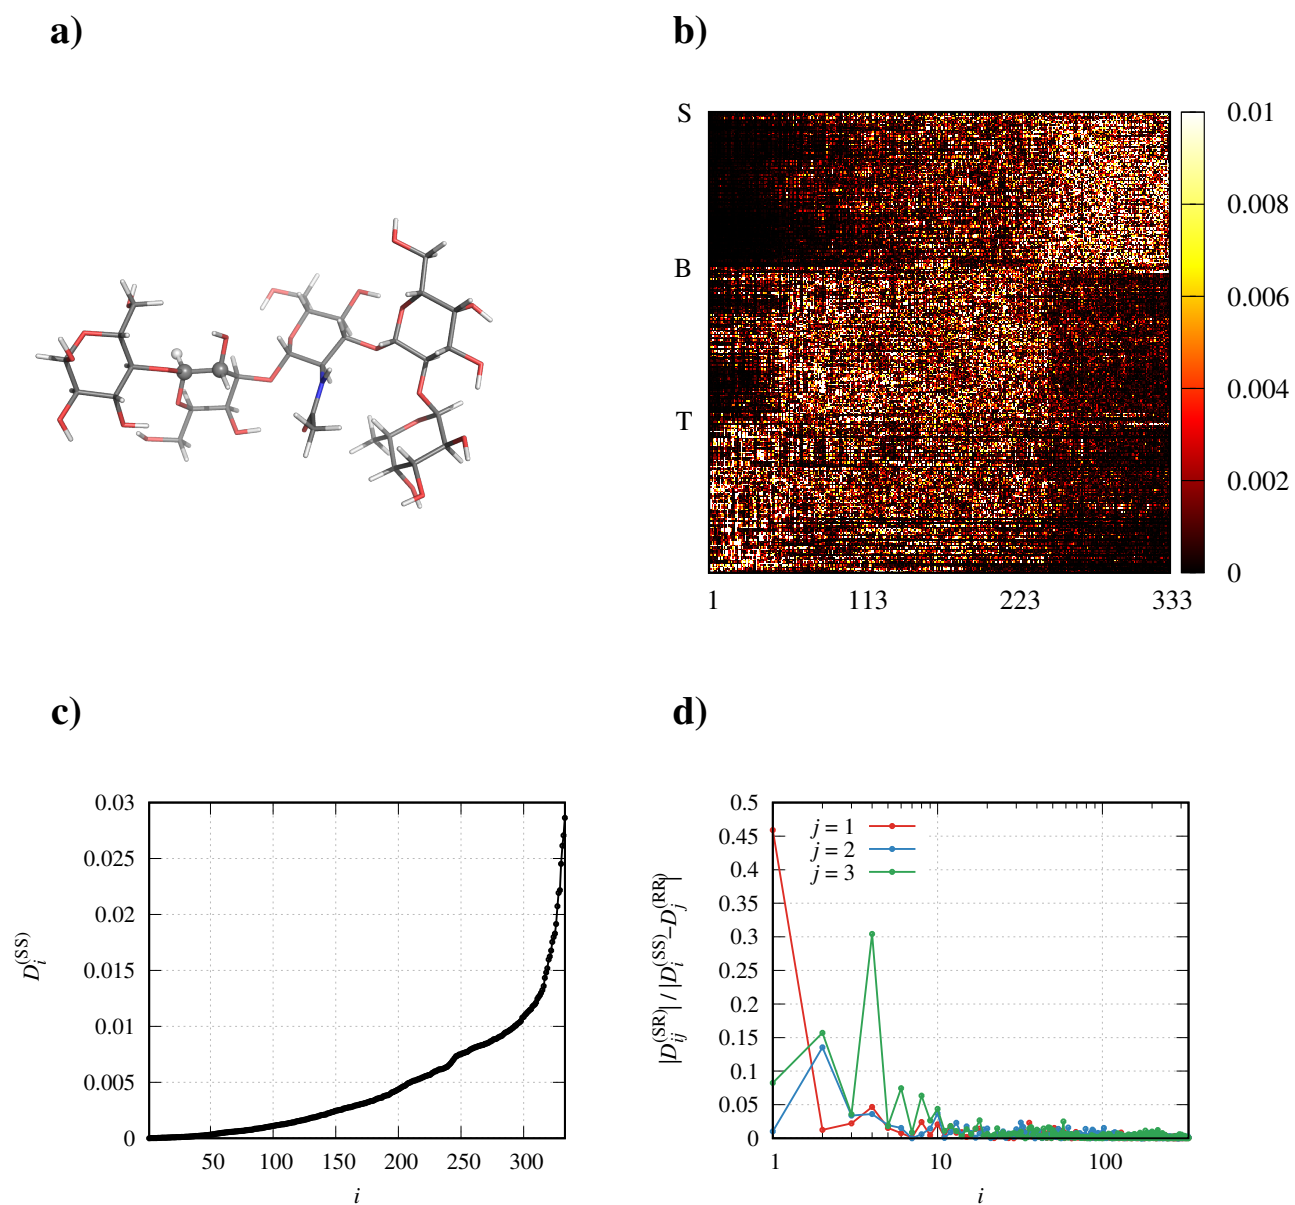 a)
b)
S
B
T
0.01
0.008
0.006
0.004
0.002
0
1 113 223 333
c)
d)
0.03
0.025
0.02
0.015
0.01
0.005
0
D_i^(SS)
50 100 150 200 250 300
i
0.5
0.45
0.4
0.35
0.3
0.25
0.2
0.15
0.1
0.05
0
|D_ij^(SR)| / |D_i^(SS)–D_j^(RR)|
j = 1
j = 2
j = 3
1 10 100
i